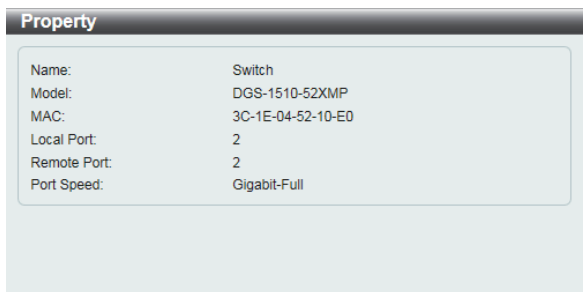 Property
Name: Switch
Model: DGS-1510-52XMP
MAC: 3C-1E-04-52-10-E0
Local Port: 2
Remote Port: 2
Port Speed: Gigabit-Full